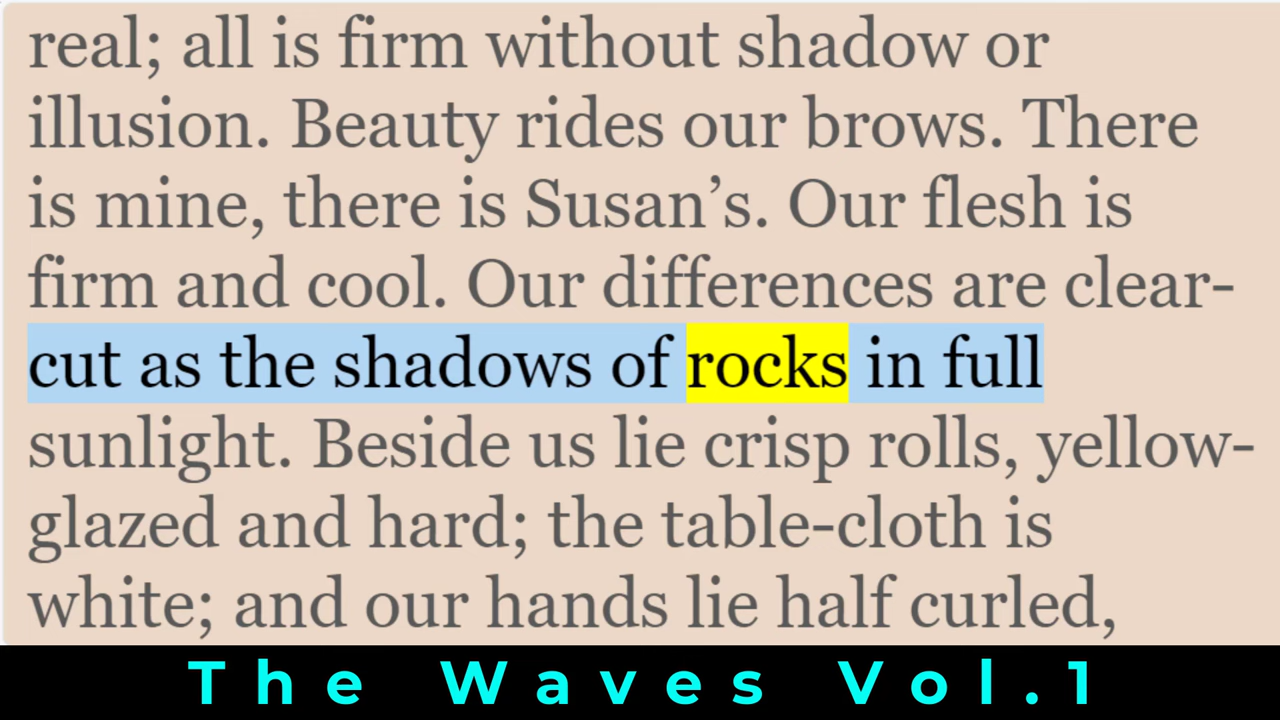 real; all is firm without shadow or
illusion. Beauty rides our brows. There
is mine, there is Susan’s. Our flesh is
firm and cool. Our differences are clear-
cut as the shadows of rocks in full
sunlight. Beside us lie crisp rolls, yellow-
glazed and hard; the table-cloth is
white; and our hands lie half curled,
The Waves Vol.1